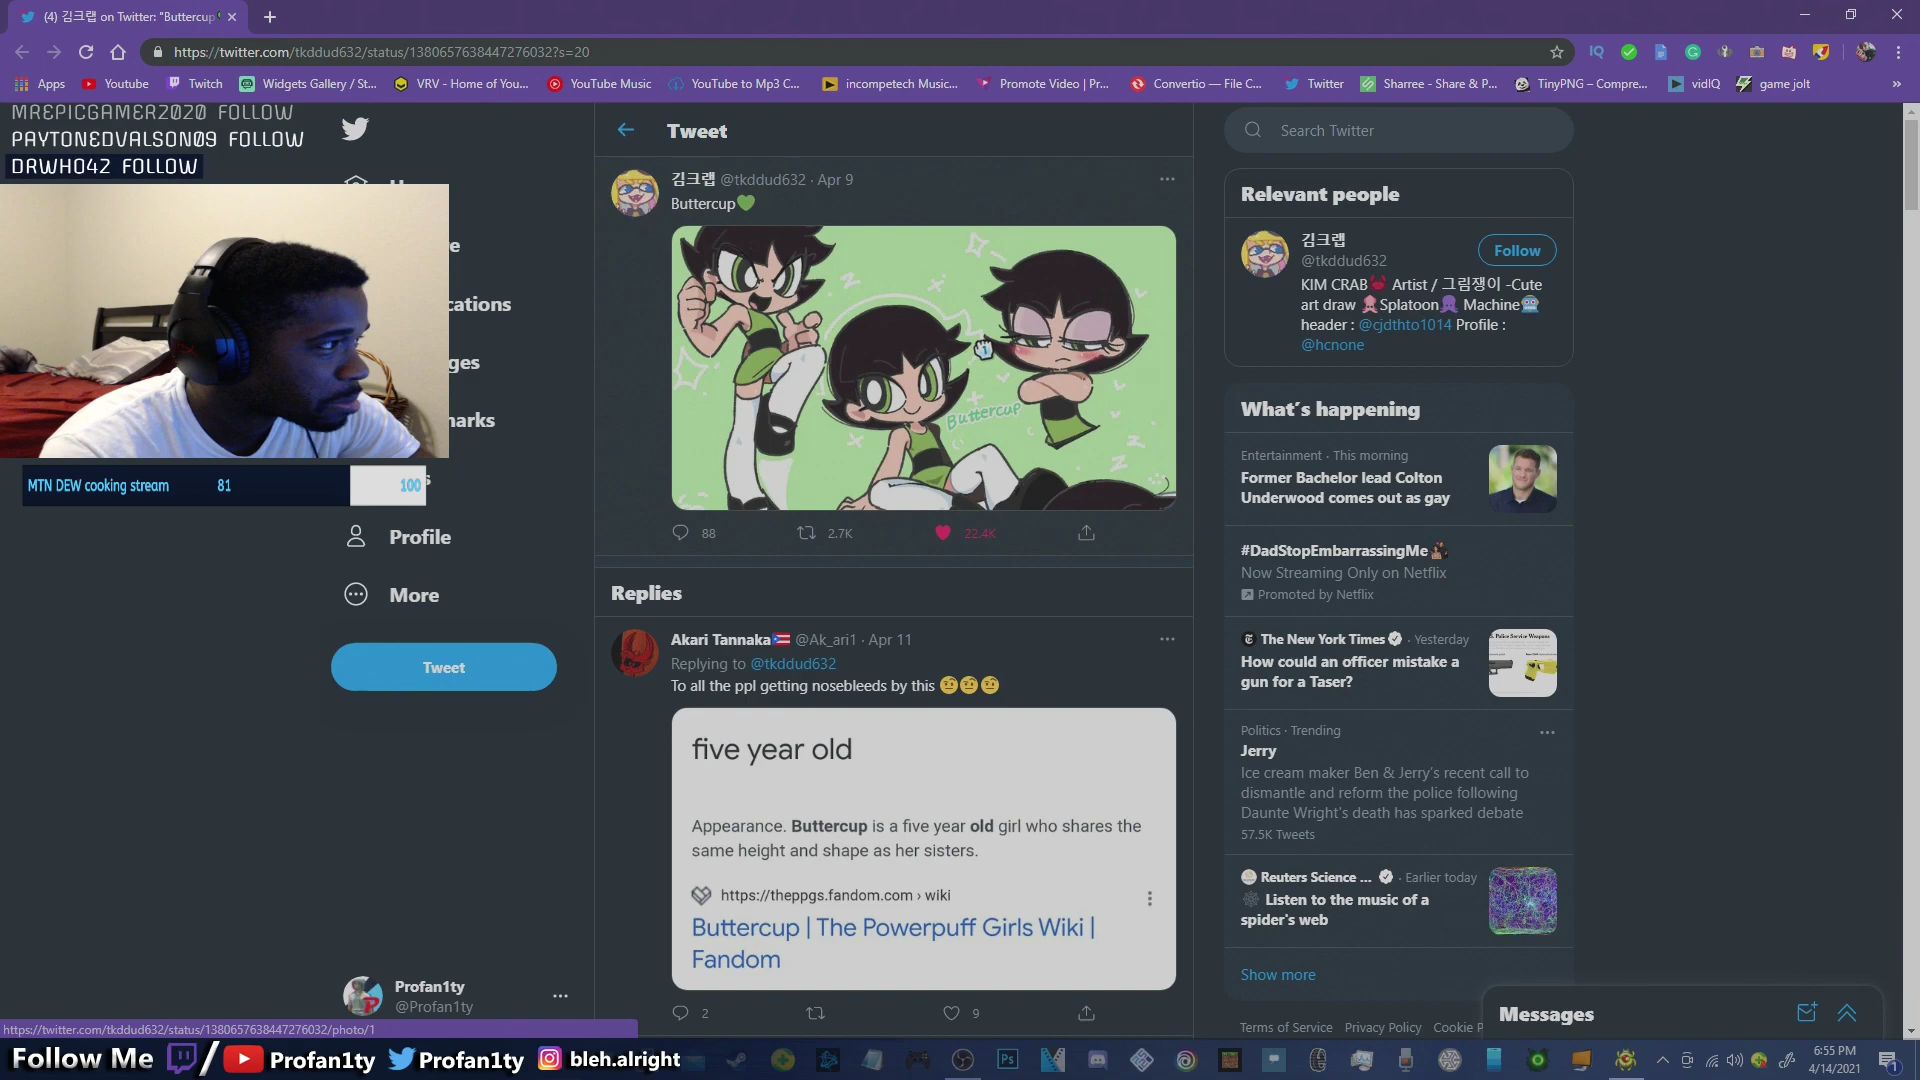 (4) 김크랩 on Twitter: "Buttercup
https://twitter.com/tkddud632/status/1380657638447276032?s=20
Apps
Youtube
Twitch
Widgets Gallery / St...
VRV - Home of You...
YouTube Music
YouTube to Mp3 C...
incompetech Music...
Promote Video | Pr...
Convertio — File C...
Twitter
Sharree - Share & P...
TinyPNG – Compre...
vidIQ
game jolt
MREPICGAMER2020 FOLLOW
PAYTONEDVALSON09 FOLLOW
DRWHO42 FOLLOW
MTN DEW cooking stream 81 100
Profile
More
Tweet
Profan1ty
@Profan1ty
Tweet
김크랩 @tkddud632 · Apr 9
Buttercup💚
Buttercup
88 2.7K 22.4K
Replies
Akari Tannaka🇵🇷 @Ak_ari1 · Apr 11
Replying to @tkddud632
To all the ppl getting nosebleeds by this 🤨🤨🤨
five year old
Appearance. Buttercup is a five year old girl who shares the
same height and shape as her sisters.
https://theppgs.fandom.com › wiki
Buttercup | The Powerpuff Girls Wiki |
Fandom
2 9
Search Twitter
Relevant people
김크랩
@tkddud632
Follow
KIM CRAB🦀 Artist / 그림쟁이 -Cute
art draw 🦑Splatoon🐙 Machine🤖
header : @cjdthto1014 Profile :
@hcnone
What's happening
Entertainment · This morning
Former Bachelor lead Colton
Underwood comes out as gay
#DadStopEmbarrassingMe
Now Streaming Only on Netflix
Promoted by Netflix
The New York Times · Yesterday
How could an officer mistake a
gun for a Taser?
Politics · Trending
Jerry
Ice cream maker Ben & Jerry's recent call to
dismantle and reform the police following
Daunte Wright's death has sparked debate
57.5K Tweets
Reuters Science ... · Earlier today
🕸 Listen to the music of a
spider's web
Show more
Terms of Service Privacy Policy Cookie P
Messages
https://twitter.com/tkddud632/status/1380657638447276032/photo/1
Follow Me / Profan1ty Profan1ty bleh.alright
6:55 PM
4/14/2021